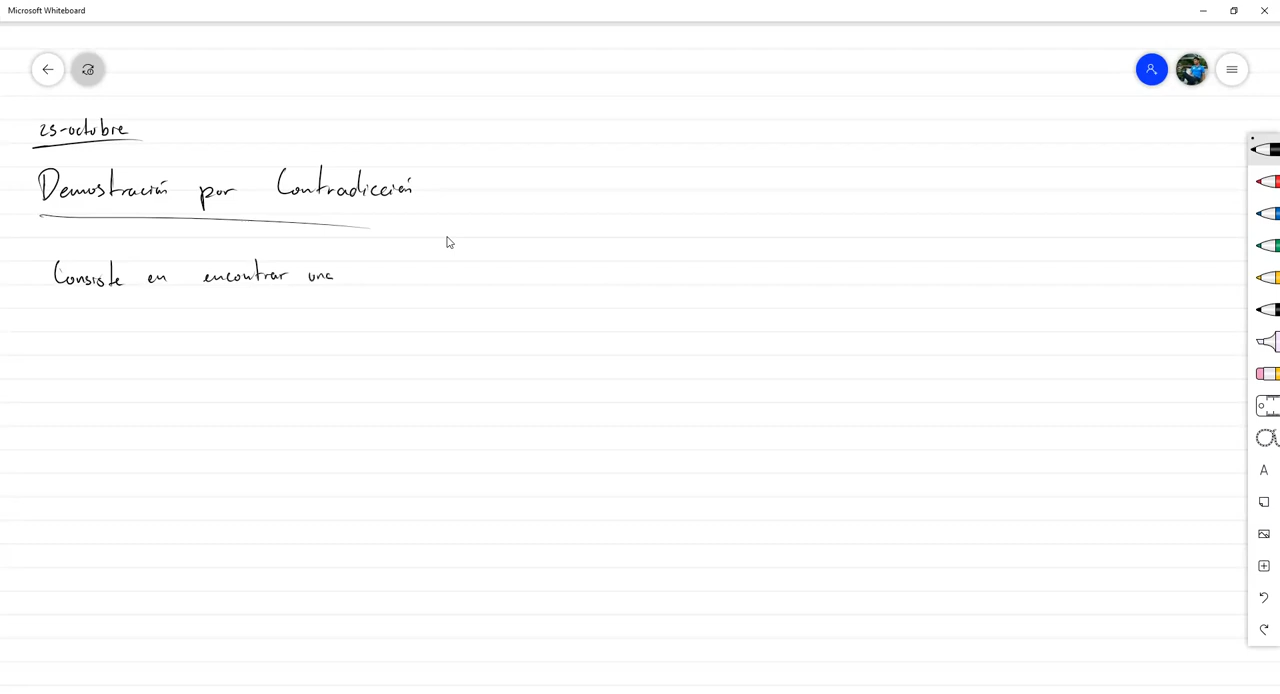 Microsoft Whiteboard
25-octubre
Demostración por Contradicción
Consiste en encontrar una
A